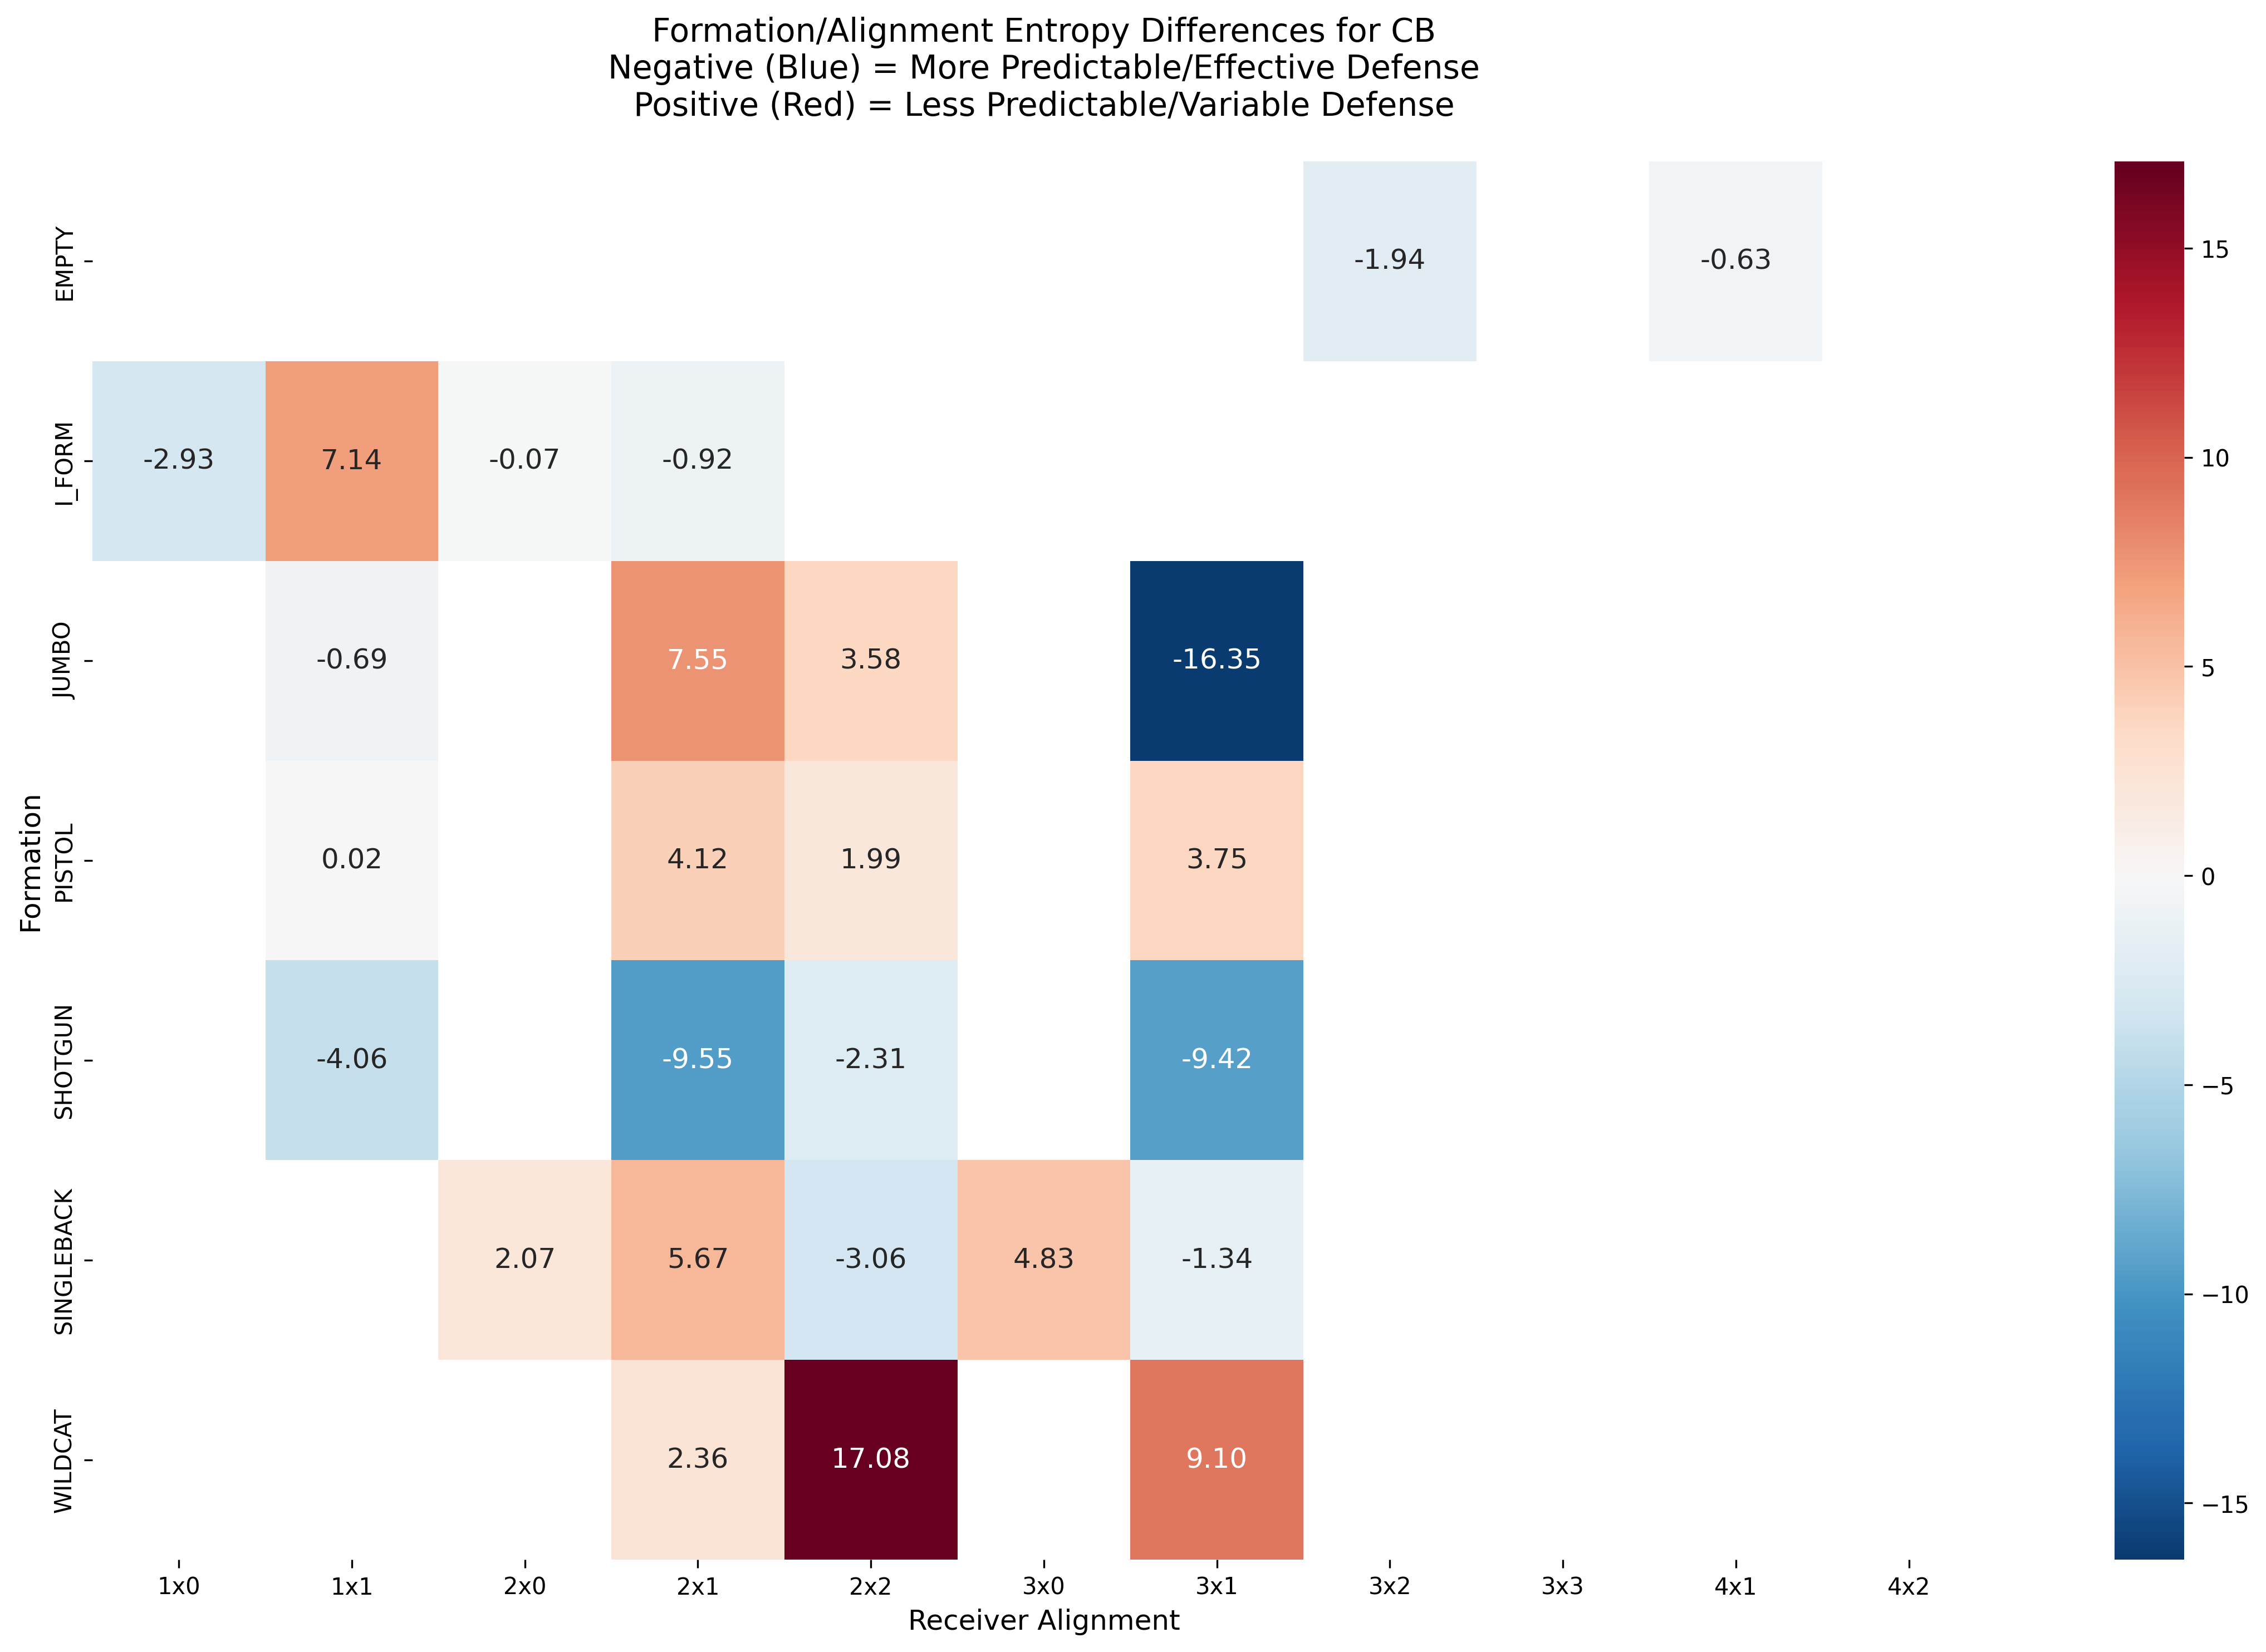 Formation/Alignment Entropy Differences for CB
Negative (Blue) = More Predictable/Effective Defense
Positive (Red) = Less Predictable/Variable Defense
Formation
EMPTY
-1.94 -0.63
I_FORM
-2.93 7.14 -0.07 -0.92
JUMBO
-0.69 7.55 3.58 -16.35
PISTOL
0.02 4.12 1.99 3.75
SHOTGUN
-4.06 -9.55 -2.31 -9.42
SINGLEBACK
2.07 5.67 -3.06 4.83 -1.34
WILDCAT
2.36 17.08 9.10
1x0 1x1 2x0 2x1 2x2 3x0 3x1 3x2 3x3 4x1 4x2
Receiver Alignment
15
10
5
0
−5
−10
−15